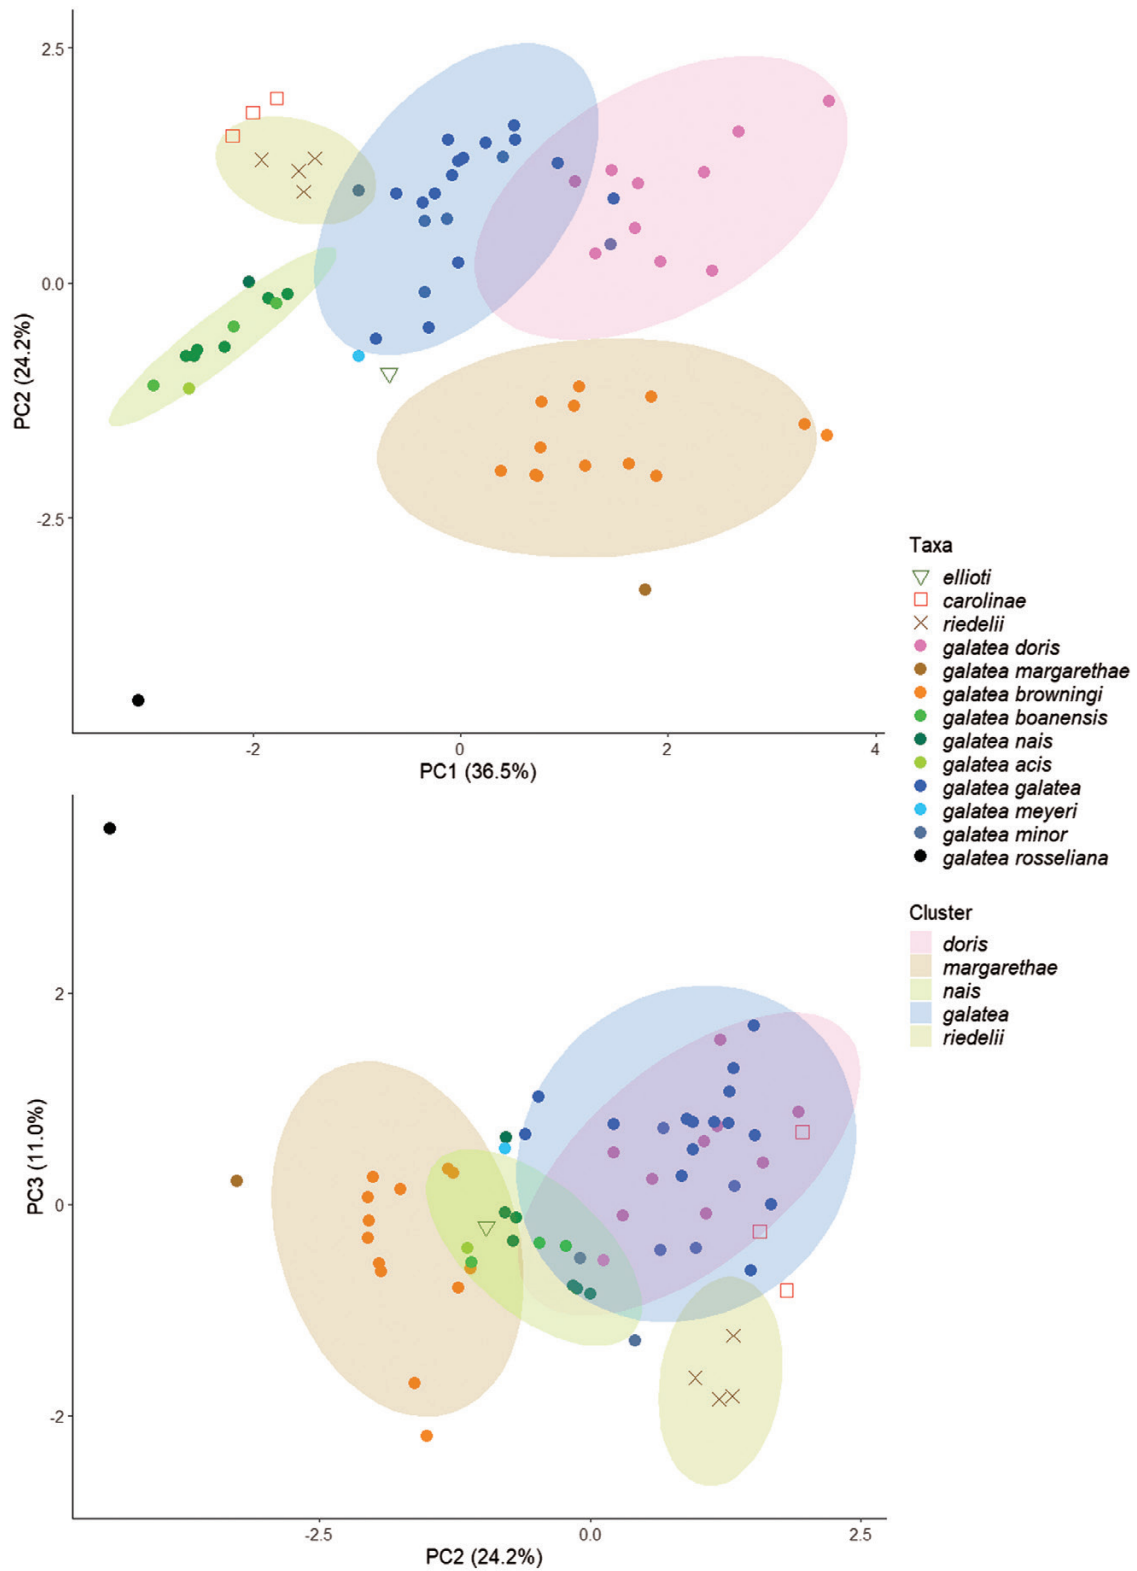 2.5
0.0
-2.5
PC2 (24.2%)
-2
0
2
4
PC1 (36.5%)
Taxa
ellioti
carolinae
riedelii
galatea doris
galatea margarethae
galatea browningi
galatea boanensis
galatea nais
galatea acis
galatea galatea
galatea meyeri
galatea minor
galatea rosseliana
Cluster
doris
margarethae
nais
galatea
riedelii
2
0
-2
PC3 (11.0%)
-2.5
0.0
2.5
PC2 (24.2%)